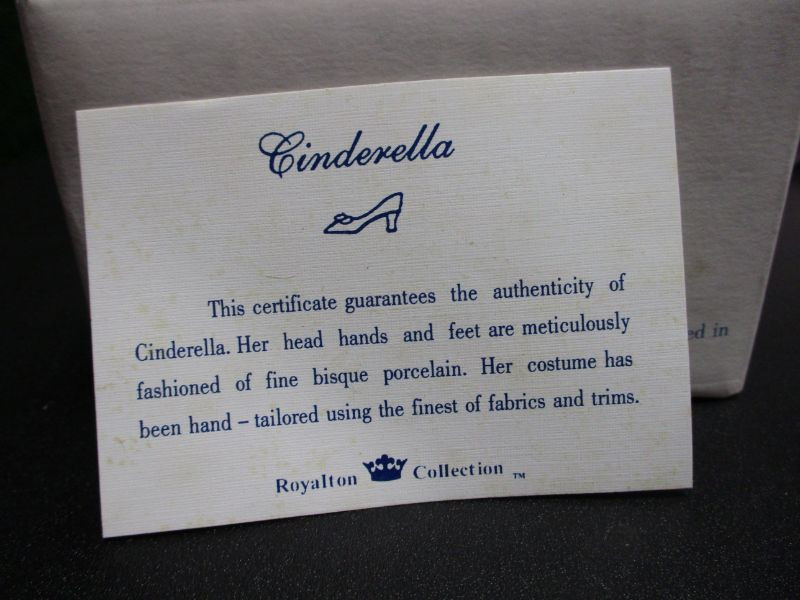 Cinderella
This certificate guarantees the authenticity of
Cinderella. Her head hands and feet are meticulously
fashioned of fine bisque porcelain. Her costume has
been hand – tailored using the finest of fabrics and trims.
Royalton Collection ™
in